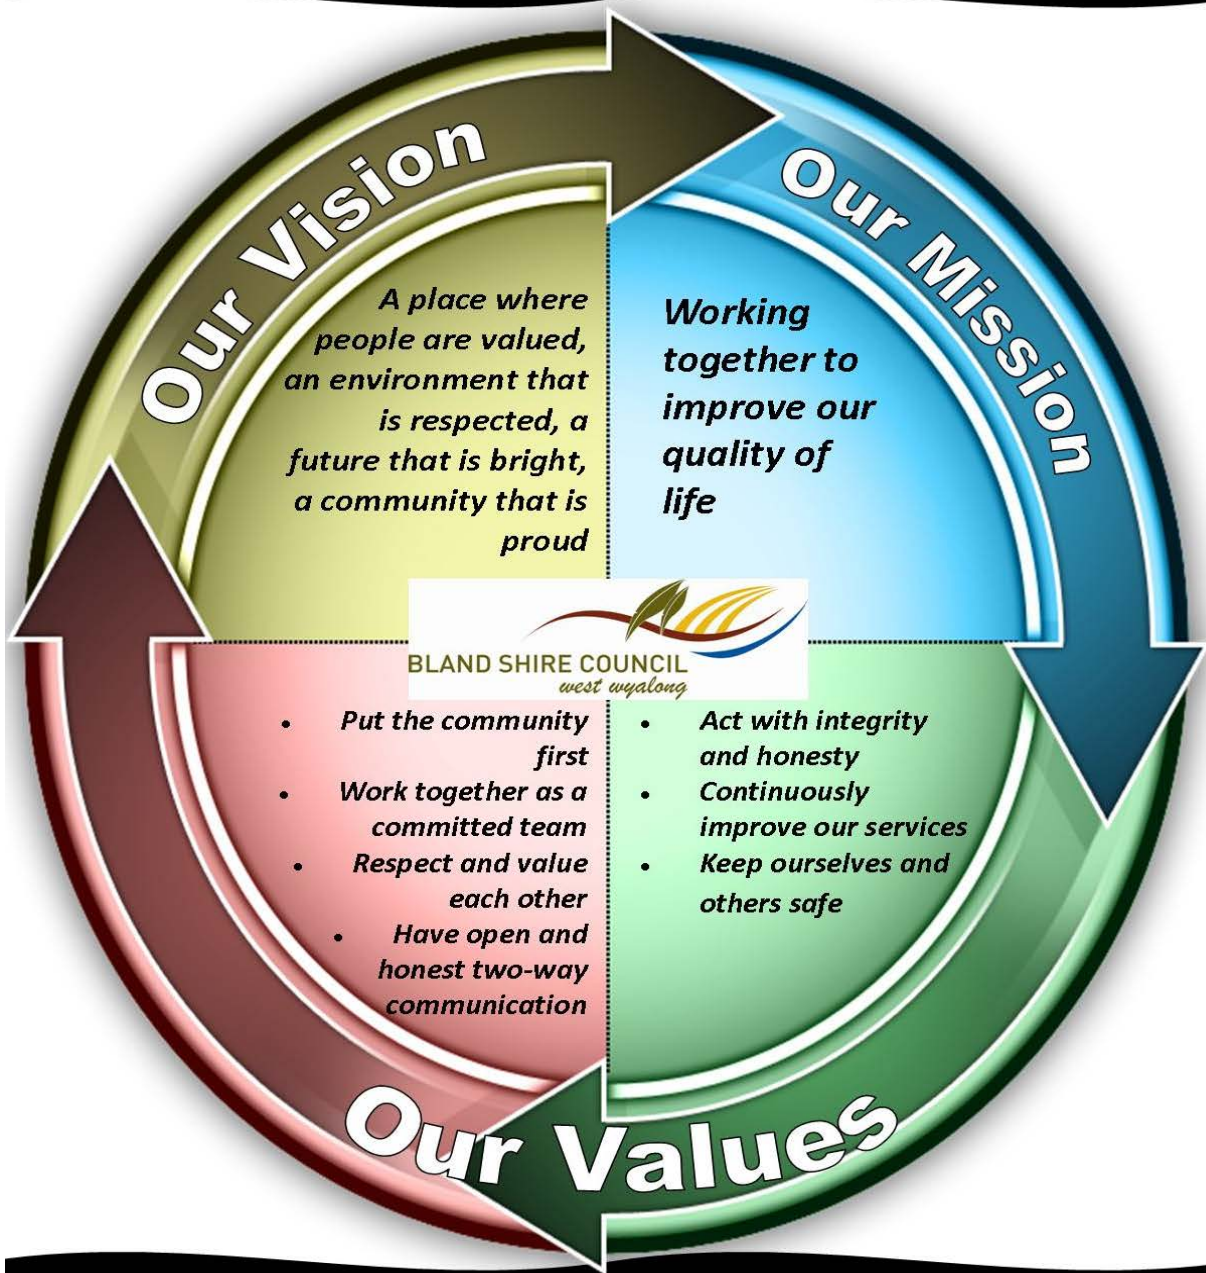 Our Vision
A place where
people are valued,
an environment that
is respected, a
future that is bright,
a community that is
proud
Our Mission
Working
together to
improve our
quality of
life
BLAND SHIRE COUNCIL
west wyalong
• Put the community
first
• Work together as a
committed team
• Respect and value
each other
• Have open and
honest two-way
communication
• Act with integrity
and honesty
• Continuously
improve our services
• Keep ourselves and
others safe
Our Values